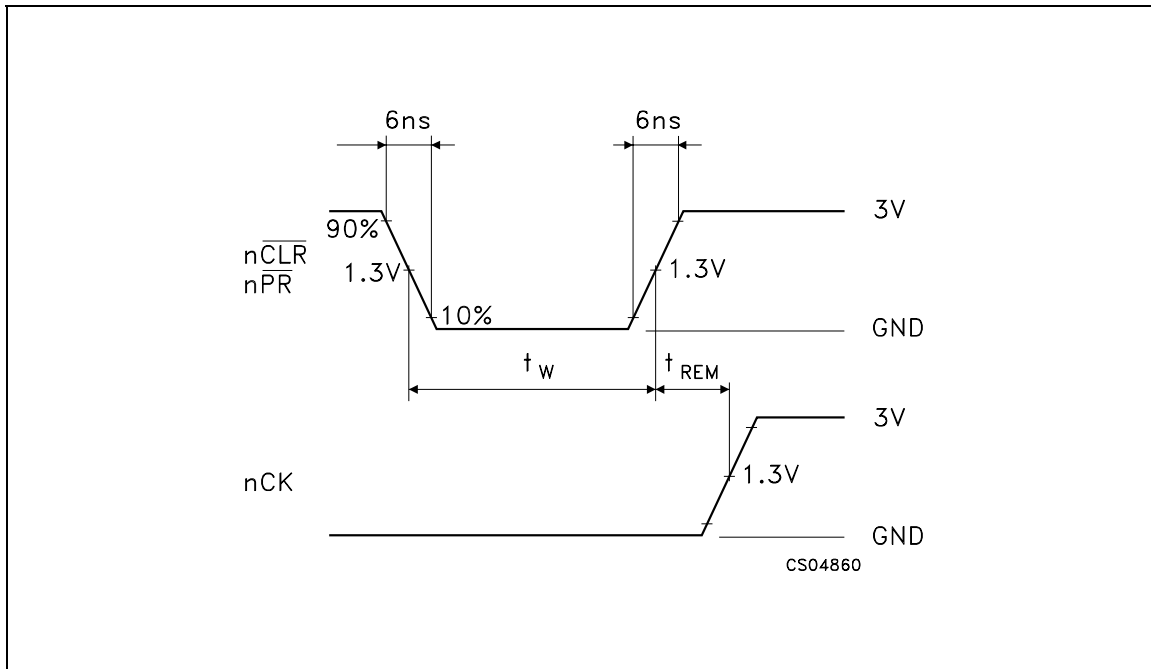 6ns 6ns
3V
90%
nCLR
nPR
1.3V 1.3V
10%
GND
tW tREM
3V
nCK
1.3V
GND
CS04860